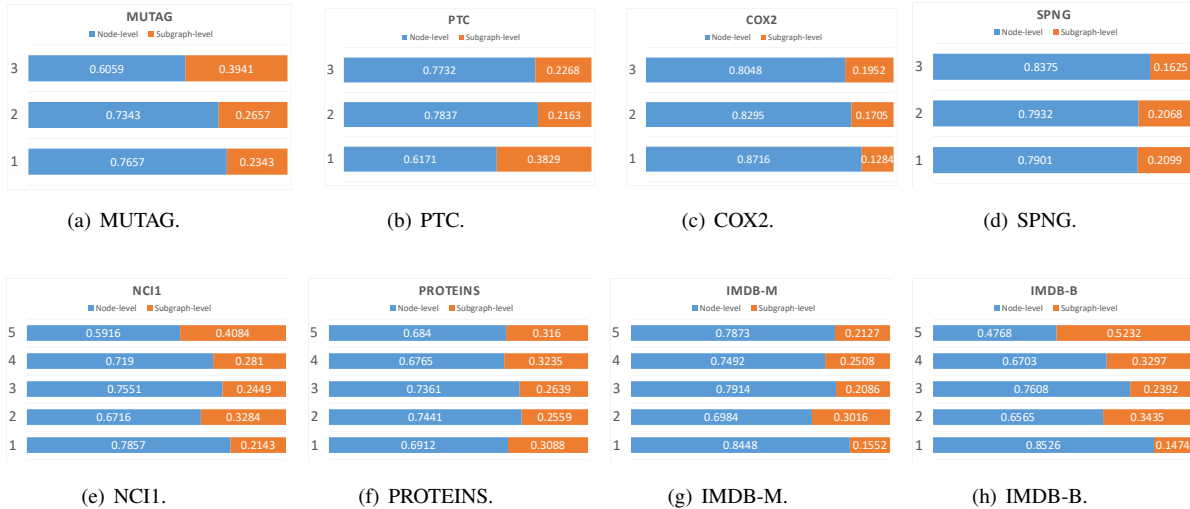 MUTAG
Node-level Subgraph-level
3 0.6059 0.3941
2 0.7343 0.2657
1 0.7657 0.2343
(a) MUTAG.
PTC
Node-level Subgraph-level
3 0.7732 0.2268
2 0.7837 0.2163
1 0.6171 0.3829
(b) PTC.
COX2
Node-level Subgraph-level
3 0.8048 0.1952
2 0.8295 0.1705
1 0.8716 0.1284
(c) COX2.
SPNG
Node-level Subgraph-level
3 0.8375 0.1625
2 0.7932 0.2068
1 0.7901 0.2099
(d) SPNG.
NCI1
Node-level Subgraph-level
5 0.5916 0.4084
4 0.719 0.281
3 0.7551 0.2449
2 0.6716 0.3284
1 0.7857 0.2143
(e) NCI1.
PROTEINS
Node-level Subgraph-level
5 0.684 0.316
4 0.6765 0.3235
3 0.7361 0.2639
2 0.7441 0.2559
1 0.6912 0.3088
(f) PROTEINS.
IMDB-M
Node-level Subgraph-level
5 0.7873 0.2127
4 0.7492 0.2508
3 0.7914 0.2086
2 0.6984 0.3016
1 0.8448 0.1552
(g) IMDB-M.
IMDB-B
Node-level Subgraph-level
5 0.4768 0.5232
4 0.6703 0.3297
3 0.7608 0.2392
2 0.6565 0.3435
1 0.8526 0.1474
(h) IMDB-B.